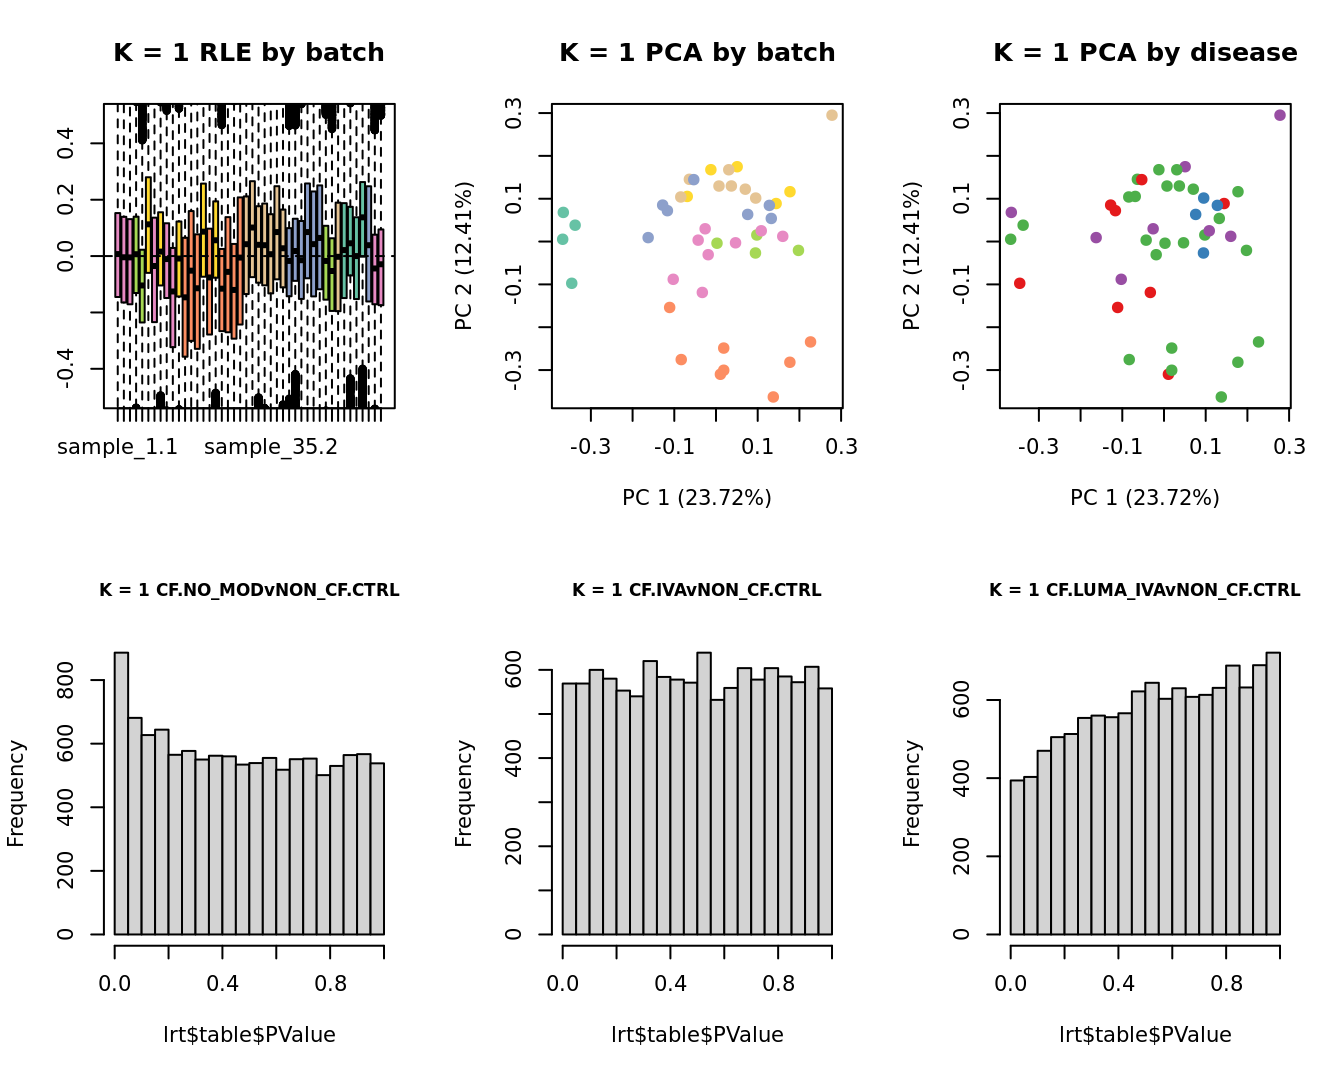 K = 1 RLE by batch
0.4
0.2
0.0
-0.4
sample_1.1 sample_35.2
K = 1 PCA by batch
PC 2 (12.41%)
0.3
0.1
-0.1
-0.3
-0.3 -0.1 0.1 0.3
PC 1 (23.72%)
K = 1 PCA by disease
PC 2 (12.41%)
0.3
0.1
-0.1
-0.3
-0.3 -0.1 0.1 0.3
PC 1 (23.72%)
K = 1 CF.NO_MODvNON_CF.CTRL
Frequency
800
600
400
200
0
0.0 0.4 0.8
lrt$table$PValue
K = 1 CF.IVAvNON_CF.CTRL
Frequency
600
400
200
0
0.0 0.4 0.8
lrt$table$PValue
K = 1 CF.LUMA_IVAvNON_CF.CTRL
Frequency
600
400
200
0
0.0 0.4 0.8
lrt$table$PValue